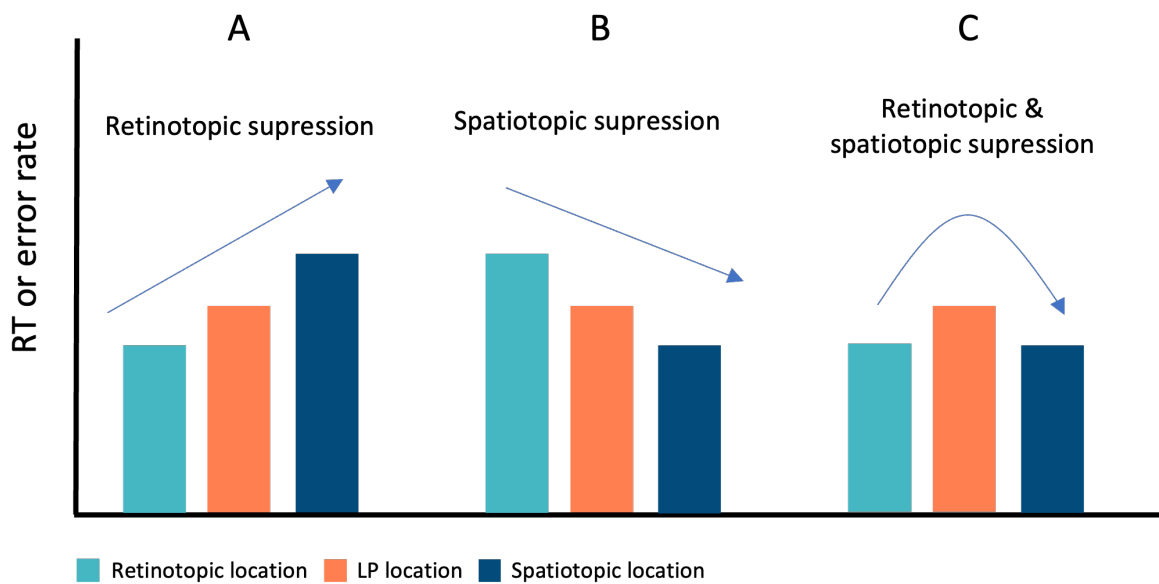 A
B
C
Retinotopic supression
Spatiotopic supression
Retinotopic &
spatiotopic supression
RT or error rate
Retinotopic location
LP location
Spatiotopic location